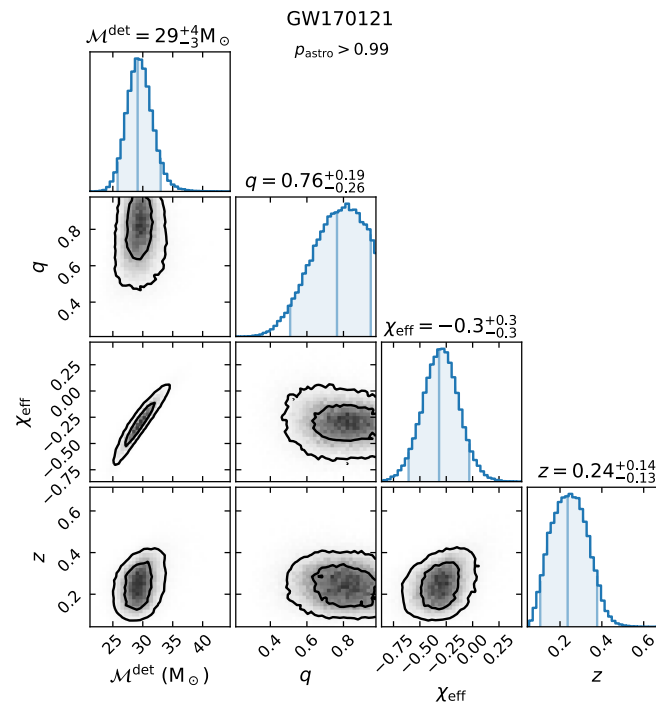 GW170121
p_astro > 0.99
ℳ^det = 29^{+4}_{−3} M⊙
q = 0.76^{+0.19}_{−0.26}
χ_eff = −0.3^{+0.3}_{−0.3}
z = 0.24^{+0.14}_{−0.13}
q
0.8
0.6
0.4
χ_eff
0.25
0.00
−0.25
−0.50
−0.75
z
0.6
0.4
0.2
25 30 35 40
0.4 0.6 0.8
−0.75 −0.50 −0.25 0.00 0.25
0.2 0.4 0.6
ℳ^det (M⊙)
q
χ_eff
z